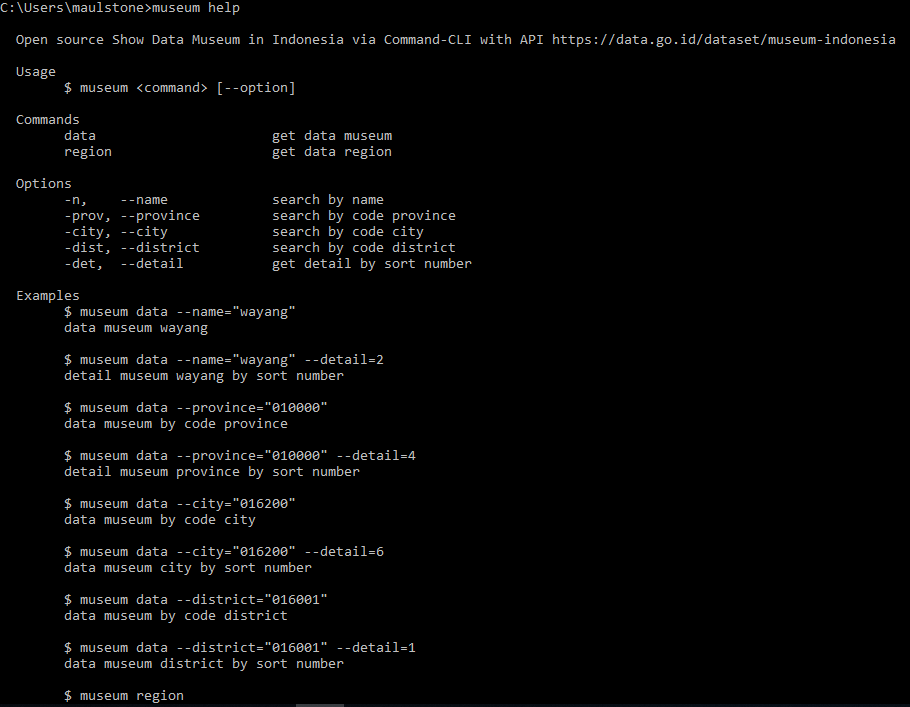 C:\Users\maulstone>museum help
Open source Show Data Museum in Indonesia via Command-CLI with API https://data.go.id/dataset/museum-indonesia
Usage
$ museum <command> [--option]
Commands
data get data museum
region get data region
Options
-n, --name search by name
-prov, --province search by code province
-city, --city search by code city
-dist, --district search by code district
-det, --detail get detail by sort number
Examples
$ museum data --name="wayang"
data museum wayang
$ museum data --name="wayang" --detail=2
detail museum wayang by sort number
$ museum data --province="010000"
data museum by code province
$ museum data --province="010000" --detail=4
detail museum province by sort number
$ museum data --city="016200"
data museum by code city
$ museum data --city="016200" --detail=6
data museum city by sort number
$ museum data --district="016001"
data museum by code district
$ museum data --district="016001" --detail=1
data museum district by sort number
$ museum region